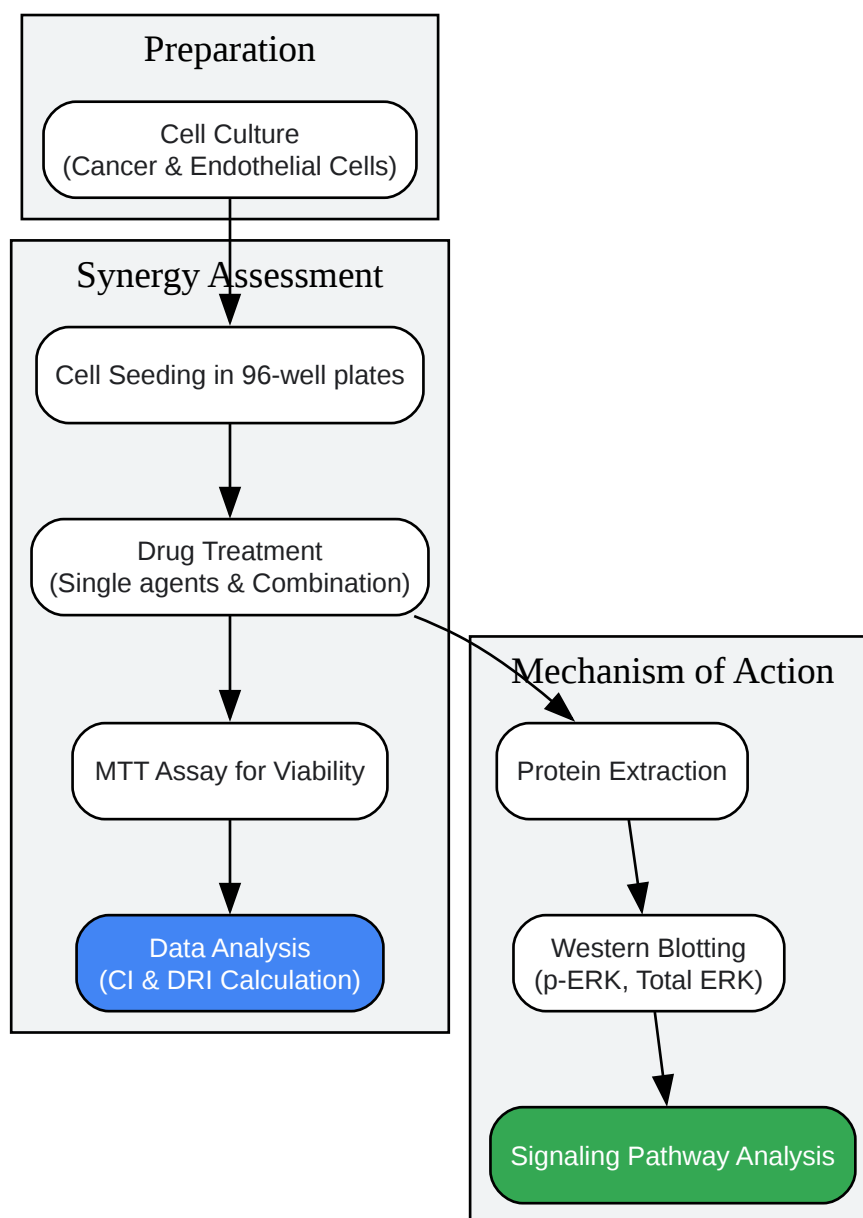 Preparation
Cell Culture
(Cancer & Endothelial Cells)
Synergy Assessment
Cell Seeding in 96-well plates
Drug Treatment
(Single agents & Combination)
MTT Assay for Viability
Data Analysis
(CI & DRI Calculation)
Mechanism of Action
Protein Extraction
Western Blotting
(p-ERK, Total ERK)
Signaling Pathway Analysis